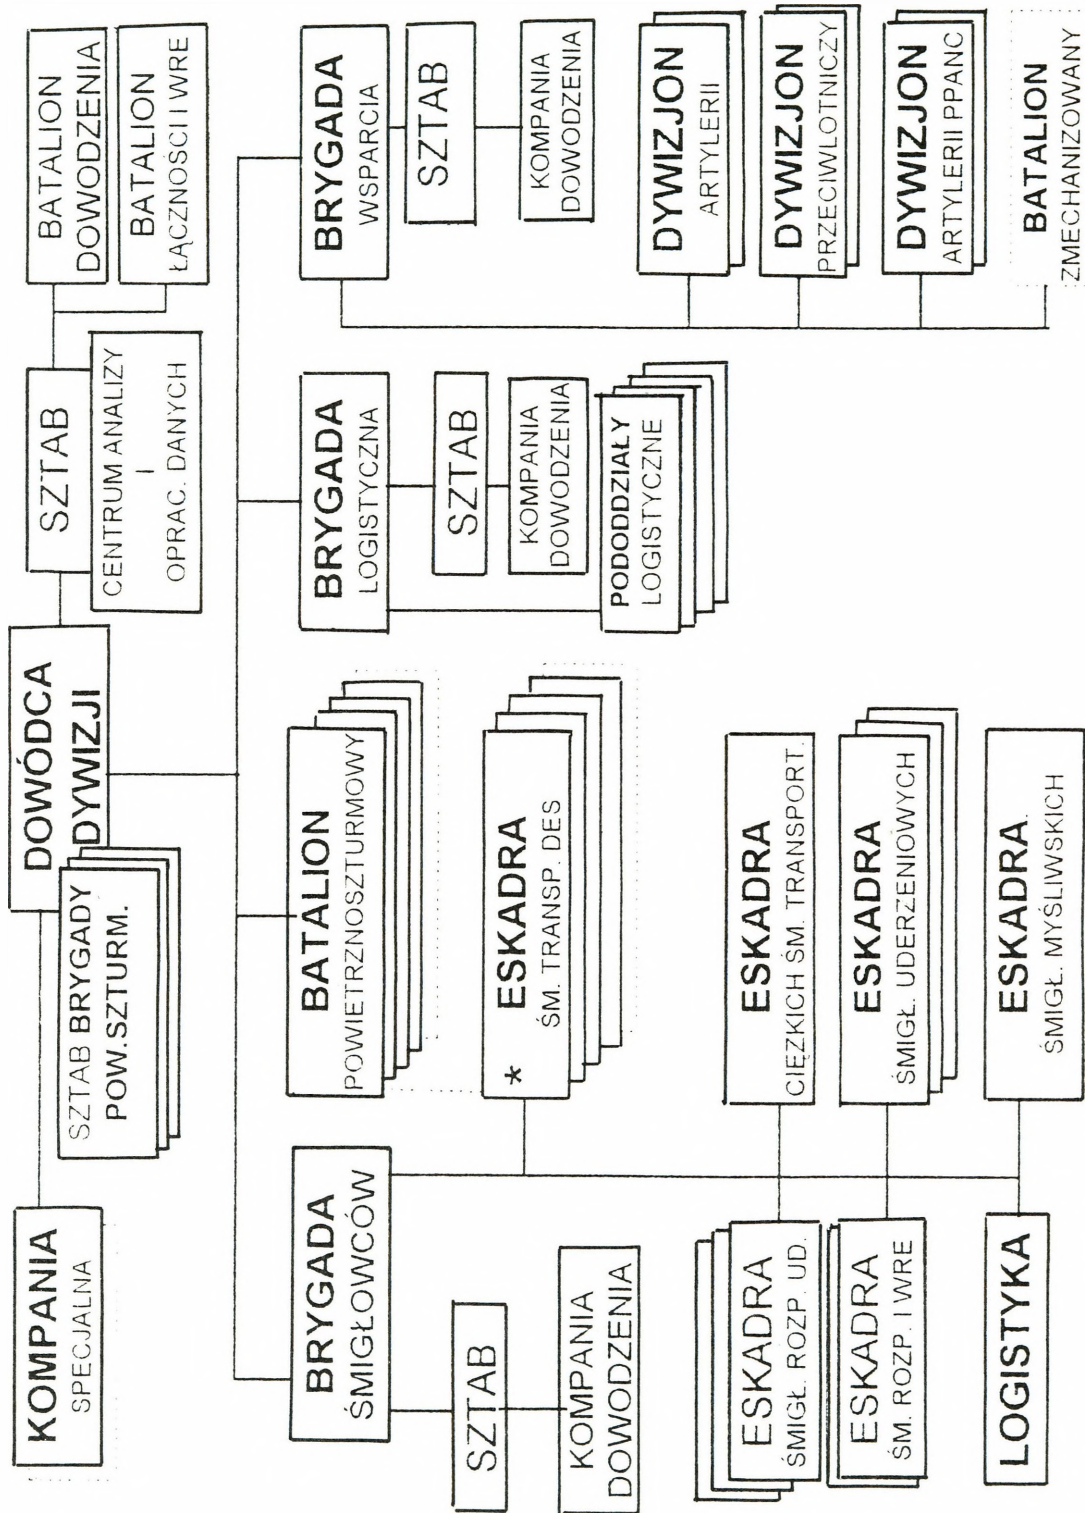 DOWÓDCA
DYWIZJI
KOMPANIA
SPECJALNA
SZTAB BRYGADY
POW.SZTURM.
SZTAB
CENTRUM ANALIZY
I
OPRAC. DANYCH
BATALION
DOWODZENIA
BATALION
ŁĄCZNOŚCI I WRE
BRYGADA
ŚMIGŁOWCÓW
SZTAB
KOMPANIA
DOWODZENIA
BATALION
POWIETRZNOSZTURMOWY
* ESKADRA
ŚM. TRANSP. DES
ESKADRA
CIĘZKICH ŚM. TRANSPORT.
ESKADRA
ŚMIGŁ. ROZP. UD.
ESKADRA
ŚMIGŁ. UDERZENIOWYCH
ESKADRA
ŚM. ROZP. I WRE
ESKADRA
ŚMIGŁ. MYŚLIWSKICH
LOGISTYKA
BRYGADA
LOGISTYCZNA
SZTAB
KOMPANIA
DOWODZENIA
PODODDZIAŁY
LOGISTYCZNE
BRYGADA
WSPARCIA
SZTAB
KOMPANIA
DOWODZENIA
DYWIZJON
ARTYLERII
DYWIZJON
PRZECIWLOTNICZY
DYWIZJON
ARTYLERII PPANC
BATALION
ZMECHANIZOWANY